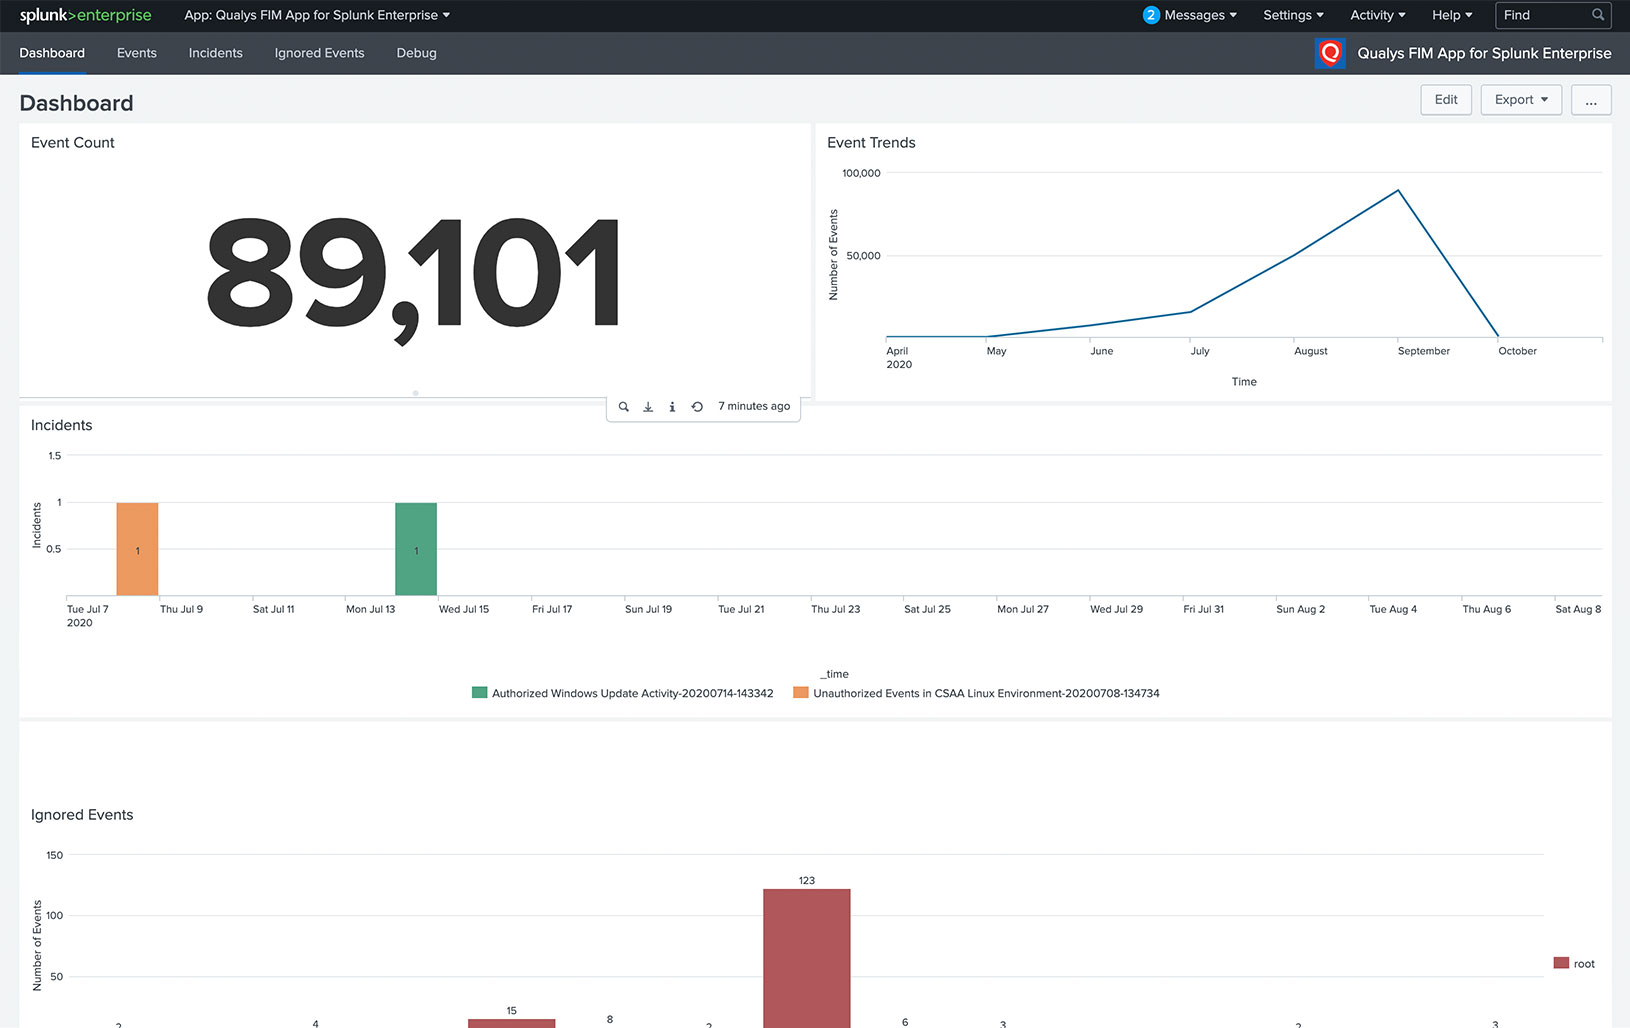 splunk>enterprise App: Qualys FIM App for Splunk Enterprise 2 Messages Settings Activity Help Find
Dashboard Events Incidents Ignored Events Debug Qualys FIM App for Splunk Enterprise
Dashboard Edit Export ...
Event Count
89,101
7 minutes ago
Event Trends
100,000
50,000
Number of Events
April May June July August September October
2020
Time
Incidents
1.5
1
0.5
Incidents
1 1
Tue Jul 7 Thu Jul 9 Sat Jul 11 Mon Jul 13 Wed Jul 15 Fri Jul 17 Sun Jul 19 Tue Jul 21 Thu Jul 23 Sat Jul 25 Mon Jul 27 Wed Jul 29 Fri Jul 31 Sun Aug 2 Tue Aug 4 Thu Aug 6 Sat Aug 8
2020
_time
Authorized Windows Update Activity-20200714-143342 Unauthorized Events in CSAA Linux Environment-20200708-134734
Ignored Events
150
100
50
Number of Events
123
root
2 4 15 8 2 6 3 2 3